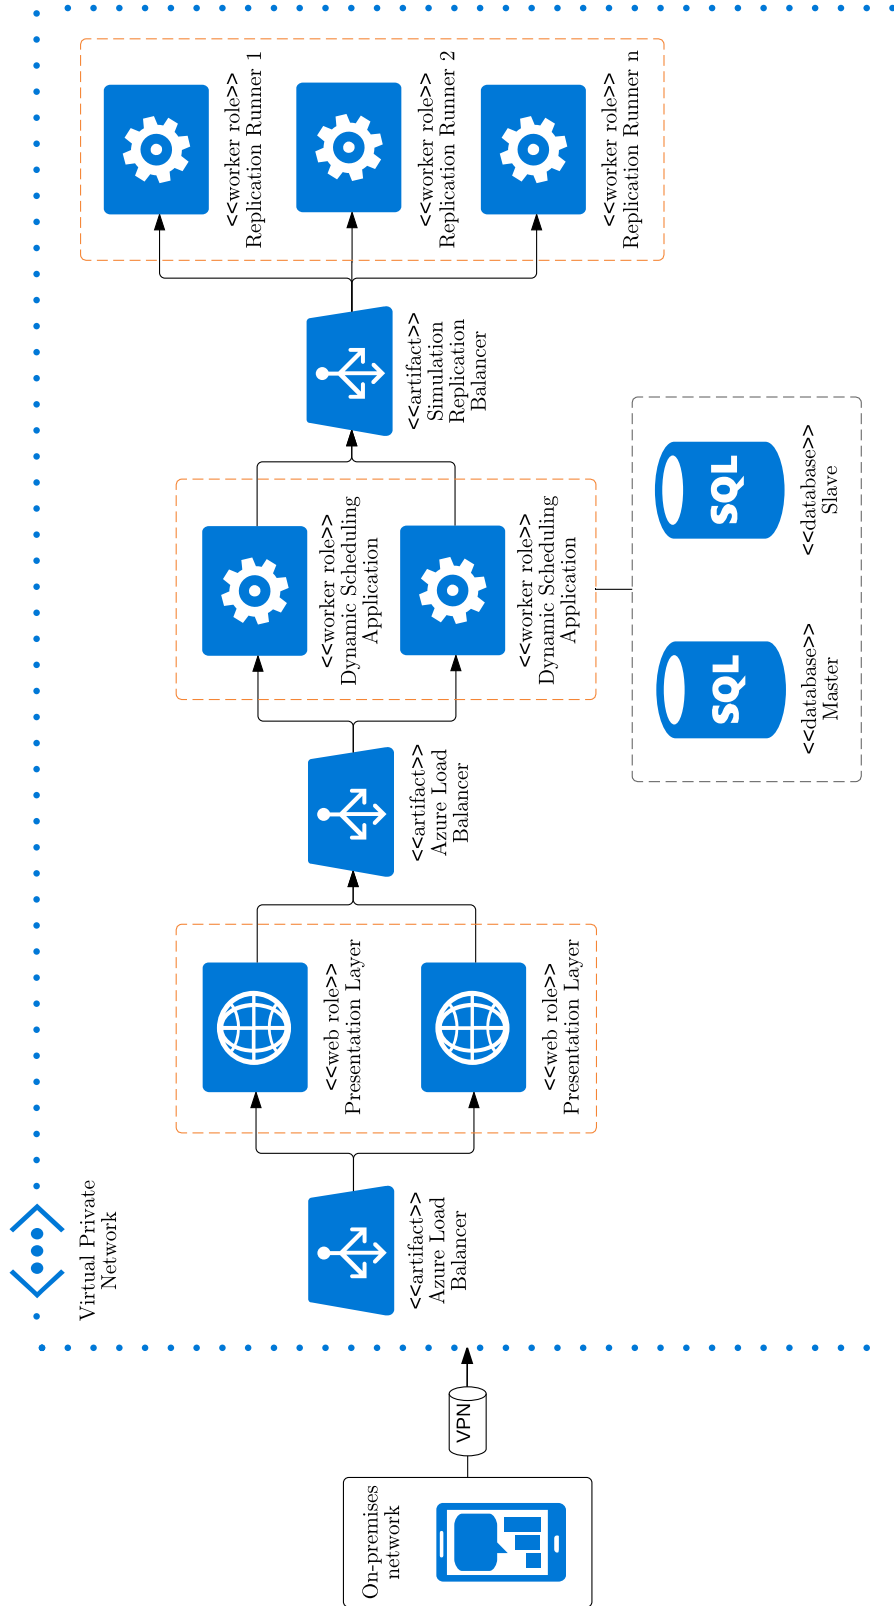 Virtual Private
Network
On-premises
network
VPN
<<artifact>>
Azure Load
Balancer
<<web role>>
Presentation Layer
<<web role>>
Presentation Layer
<<artifact>>
Azure Load
Balancer
<<worker role>>
Dynamic Scheduling
Application
<<worker role>>
Dynamic Scheduling
Application
<<artifact>>
Simulation
Replication
Balancer
<<worker role>>
Replication Runner 1
<<worker role>>
Replication Runner 2
<<worker role>>
Replication Runner n
SQL
<<database>>
Master
SQL
<<database>>
Slave